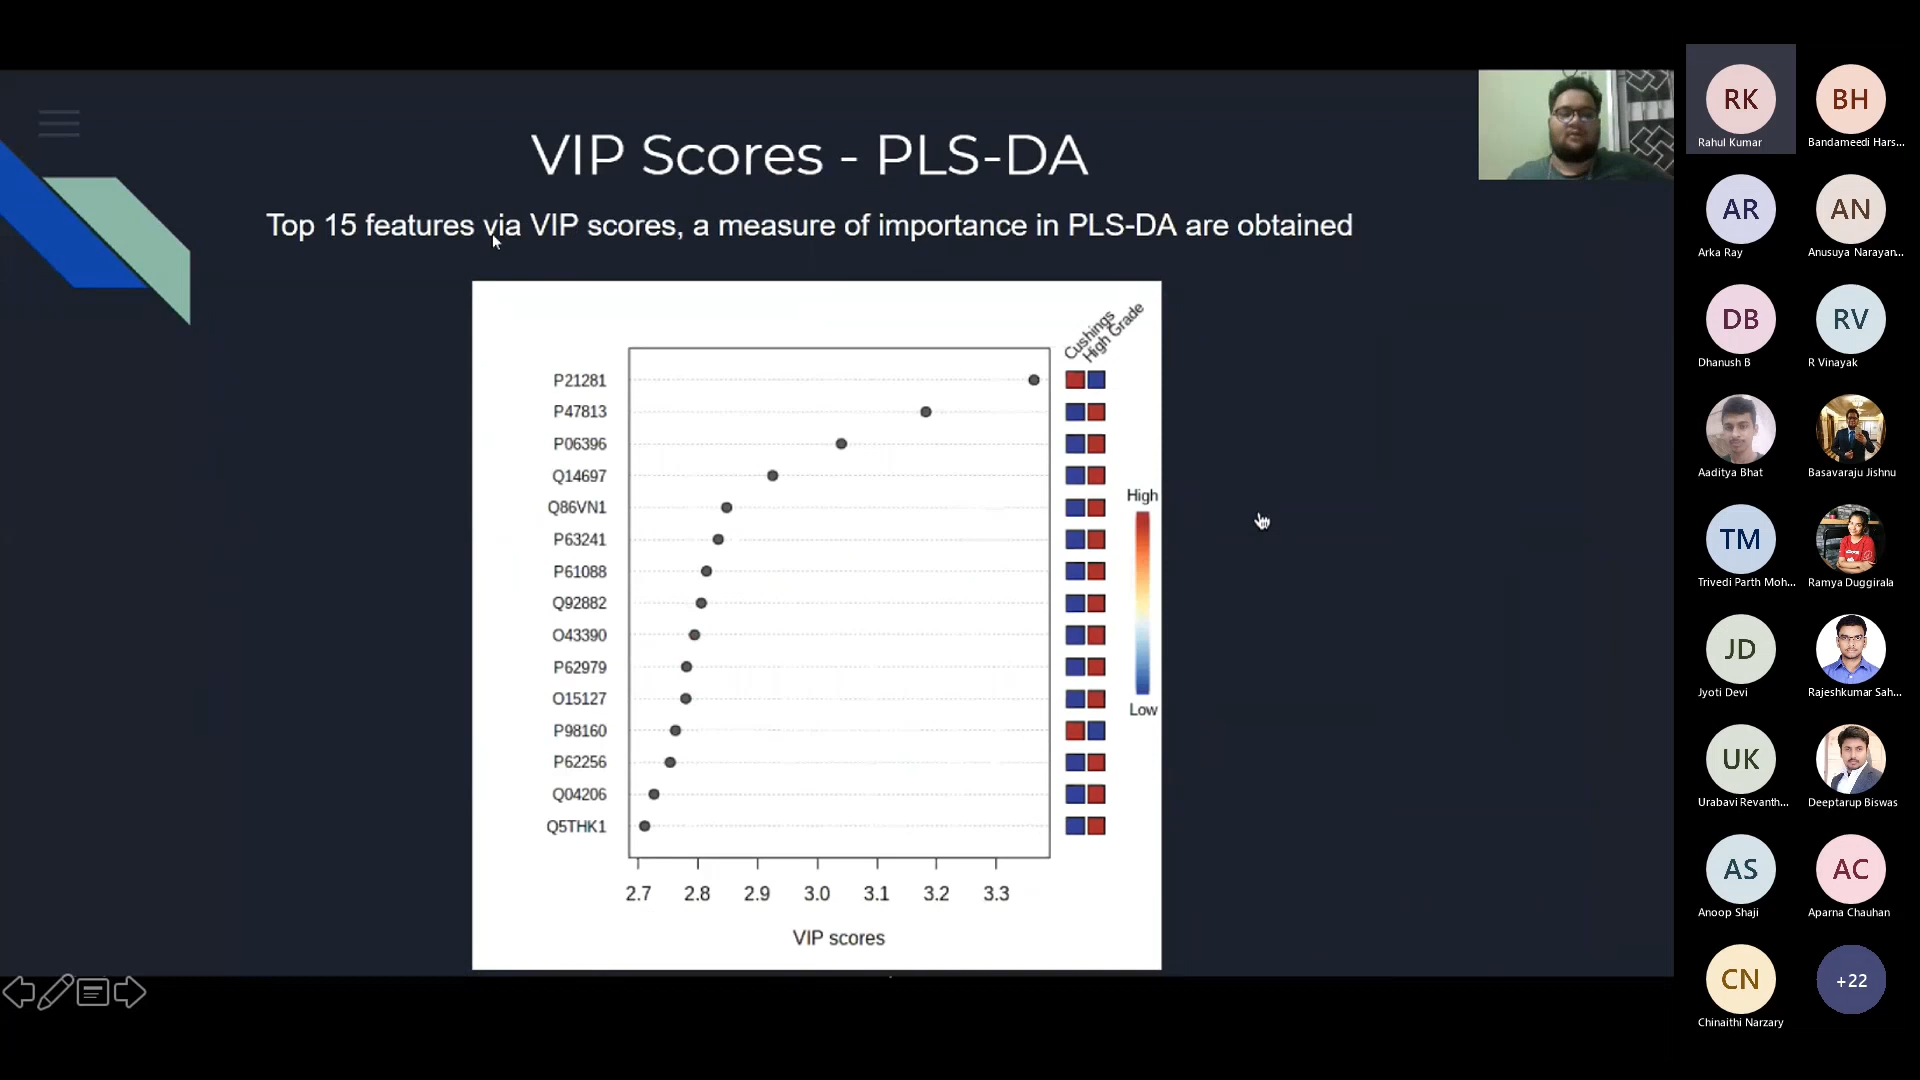 VIP Scores - PLS-DA
Top 15 features via VIP scores, a measure of importance in PLS-DA are obtained
Cushings
High Grade
P21281
P47813
P06396
Q14697
Q86VN1
P63241
P61088
Q92882
O43390
P62979
O15127
P98160
P62256
Q04206
Q5THK1
High
Low
2.7 2.8 2.9 3.0 3.1 3.2 3.3
VIP scores
RK BH
Rahul Kumar Bandameedi Hars...
AR AN
Arka Ray Anusuya Narayan...
DB RV
Dhanush B R Vinayak
Aaditya Bhat Basavaraju Jishnu
TM
Trivedi Parth Moh... Ramya Duggirala
JD
Jyoti Devi Rajeshkumar Sah...
UK
Urabavi Revanth... Deeptarup Biswas
AS AC
Anoop Shaji Aparna Chauhan
CN +22
Chinaithi Narzary